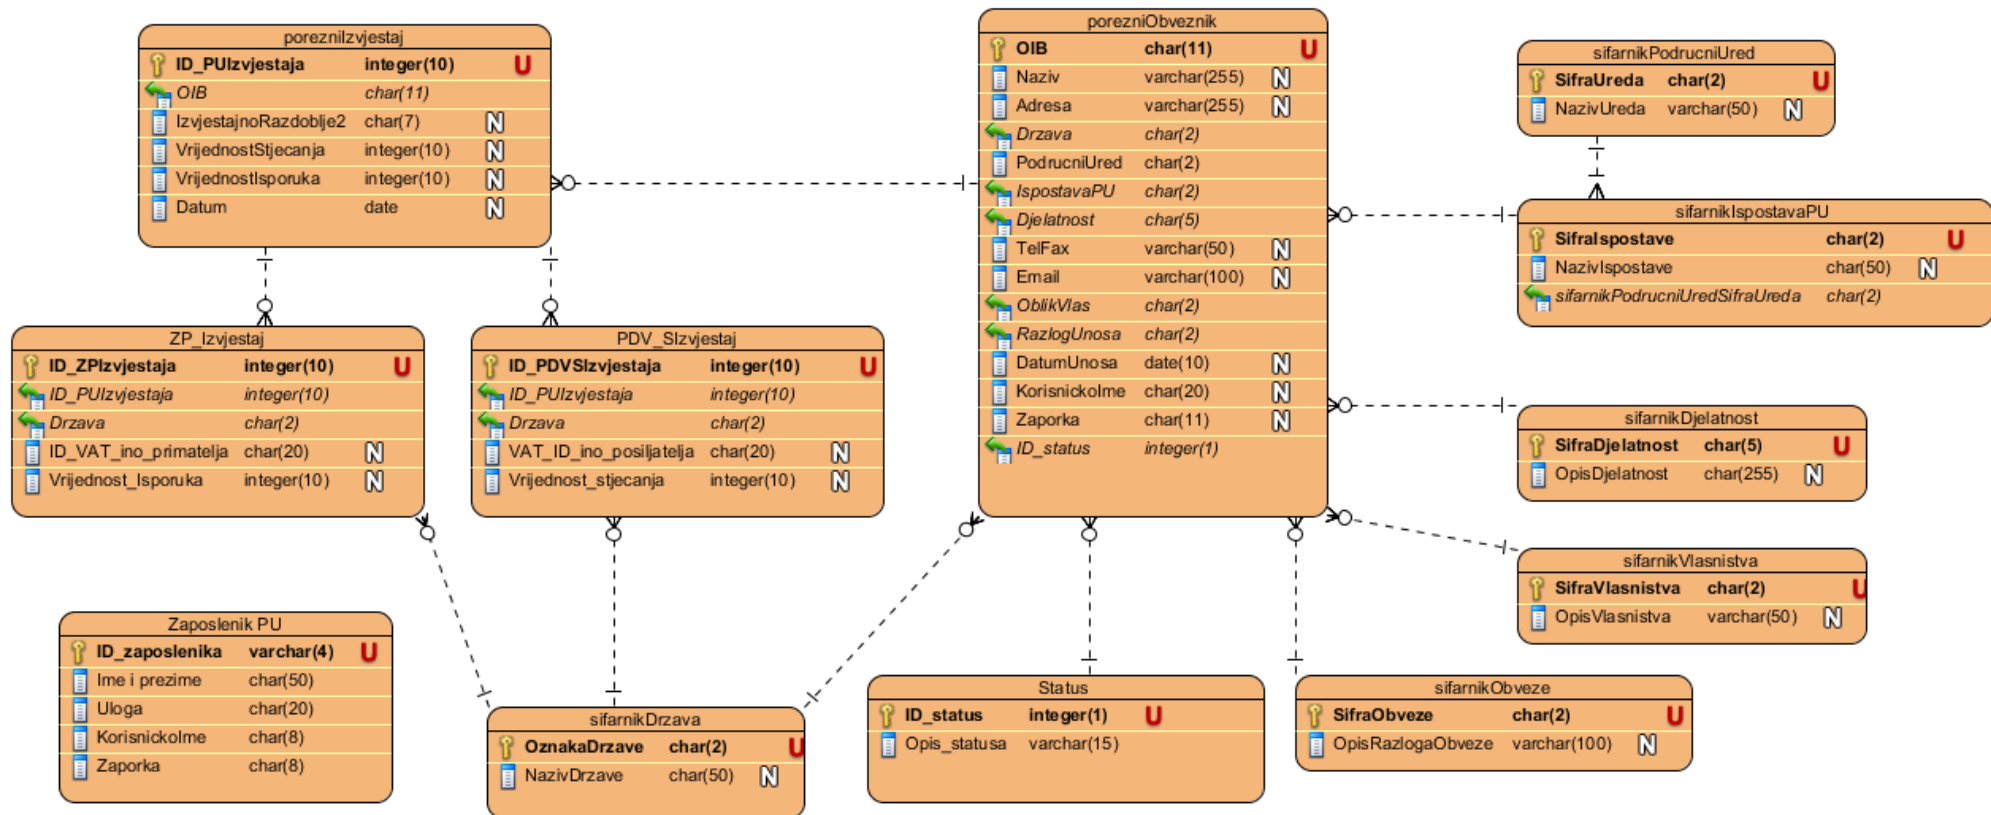 porezniIzvjestaj
ID_PUIzvjestaja integer(10) U
OIB char(11)
IzvjestajnoRazdoblje2 char(7) N
VrijednostStjecanja integer(10) N
VrijednostIsporuka integer(10) N
Datum date N
porezniObveznik
OIB char(11) U
Naziv varchar(255) N
Adresa varchar(255) N
Drzava char(2)
PodrucniUred char(2)
IspostavaPU char(2)
Djelatnost char(5)
TelFax varchar(50) N
Email varchar(100) N
OblikVlas char(2)
RazlogUnosa char(2)
DatumUnosa date(10) N
KorisnickoIme char(20) N
Zaporka char(11) N
ID_status integer(1)
sifarnikPodrucniUred
SifraUreda char(2) U
NazivUreda varchar(50) N
sifarnikIspostavaPU
SifraIspostave char(2) U
NazivIspostave char(50) N
sifarnikPodrucniUredSifraUreda char(2)
ZP_Izvjestaj
ID_ZPIzvjestaja integer(10) U
ID_PUIzvjestaja integer(10)
Drzava char(2)
ID_VAT_ino_primatelja char(20) N
Vrijednost_Isporuka integer(10) N
PDV_SIzvjestaj
ID_PDVSIzvjestaja integer(10) U
ID_PUIzvjestaja integer(10)
Drzava char(2)
VAT_ID_ino_posiljatelja char(20) N
Vrijednost_stjecanja integer(10) N
sifarnikDjelatnost
SifraDjelatnost char(5) U
OpisDjelatnost char(255) N
sifarnikVlasnistva
SifraVlasnistva char(2) U
OpisVlasnistva varchar(50) N
Zaposlenik PU
ID_zaposlenika varchar(4) U
Ime i prezime char(50)
Uloga char(20)
KorisnickoIme char(8)
Zaporka char(8)
sifarnikDrzava
OznakaDrzave char(2) U
NazivDrzave char(50) N
Status
ID_status integer(1) U
Opis_statusa varchar(15)
sifarnikObveze
SifraObveze char(2) U
OpisRazlogaObveze varchar(100) N